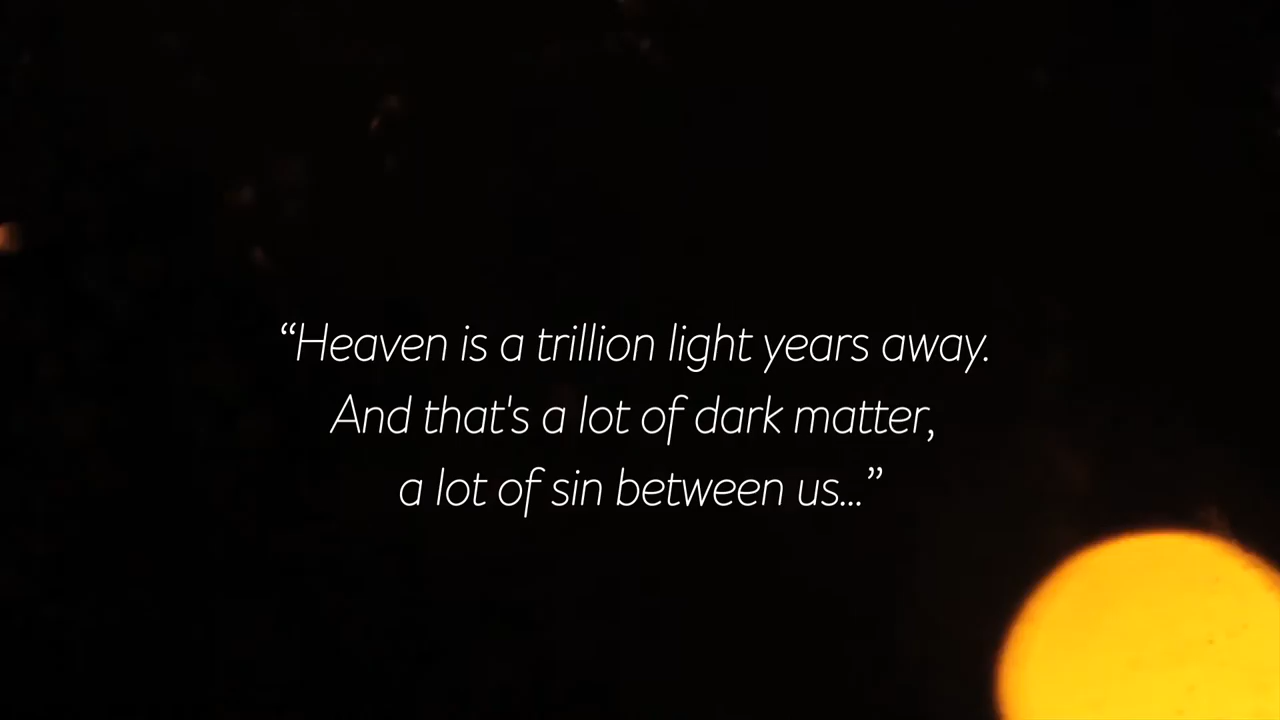 “Heaven is a trillion light years away.
And that's a lot of dark matter,
a lot of sin between us...”